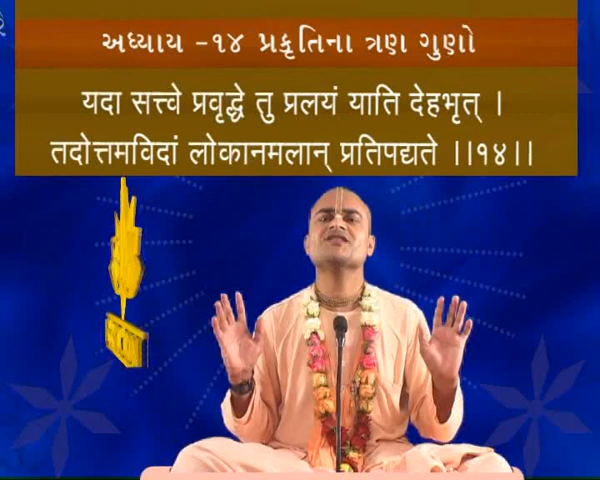 અધ્યાય -૧૪ પ્રકૃતિના ત્રણ ગુણો
यदा सत्त्वे प्रवृद्धे तु प्रलयं याति देहभृत् ।
तदोत्तमविदां लोकानमलान् प्रतिपद्यते ।।१४।।